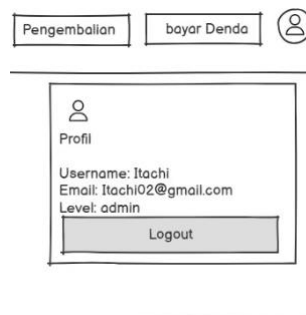 Pengembalian
bayar Denda
Profil
Username: Itachi
Email: Itachi02@gmail.com
Level: admin
Logout